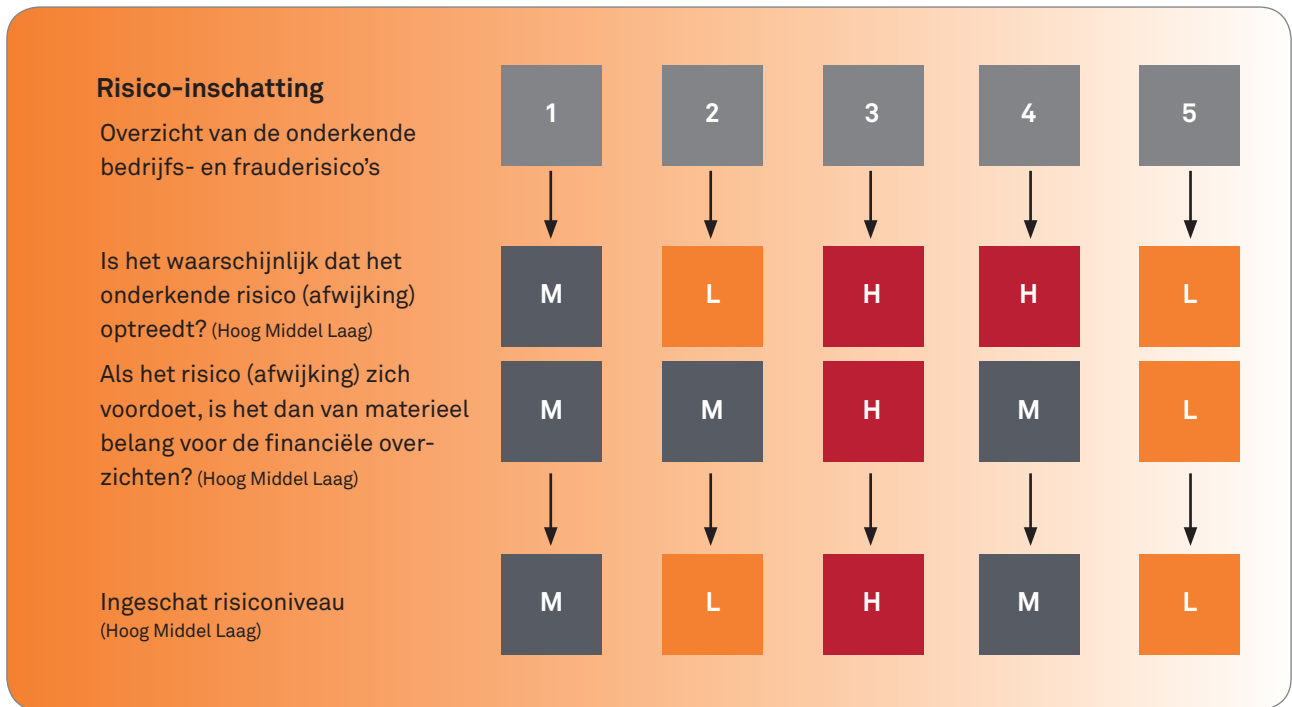 Risico-inschatting
Overzicht van de onderkende
bedrijfs- en frauderisico's
1 2 3 4 5
Is het waarschijnlijk dat het
onderkende risico (afwijking)
optreedt? (Hoog Middel Laag)
M L H H L
Als het risico (afwijking) zich
voordoet, is het dan van materieel
belang voor de financiële over-
zichten? (Hoog Middel Laag)
M M H M L
Ingeschat risiconiveau
(Hoog Middel Laag)
M L H M L